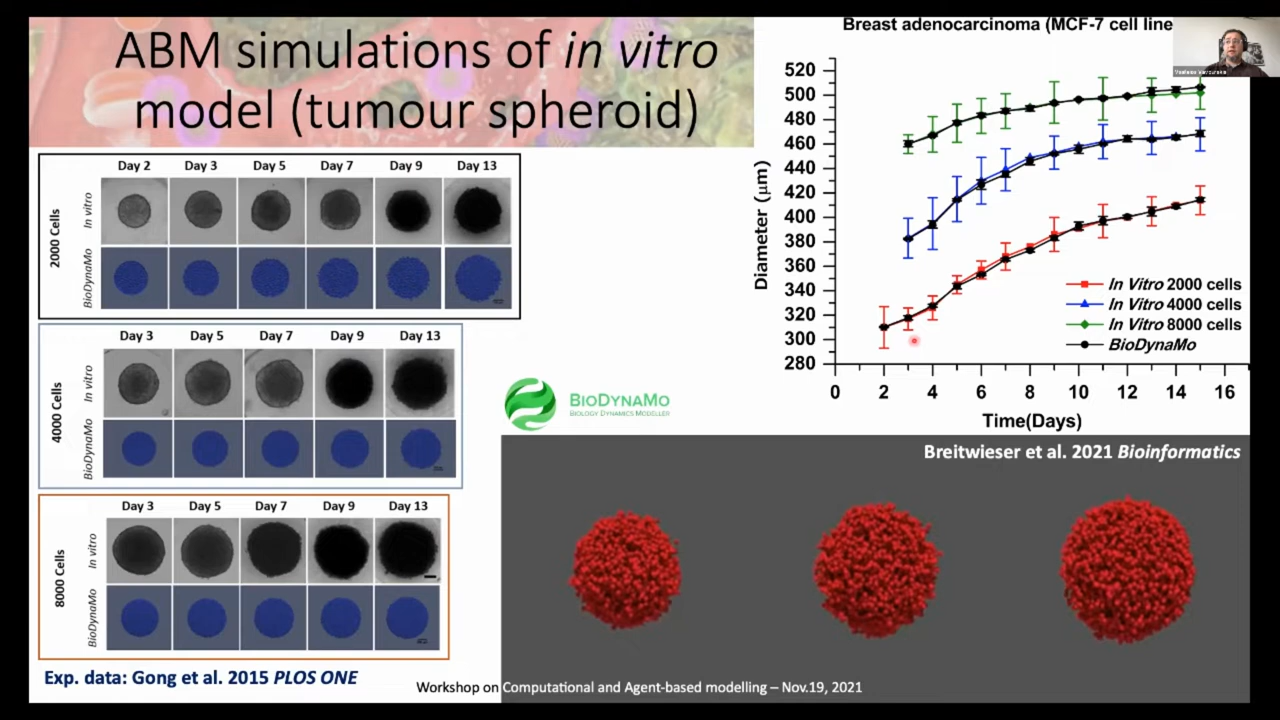 ABM simulations of in vitro
model (tumour spheroid)
Day 2 Day 3 Day 5 Day 7 Day 9 Day 13
2000 Cells
In vitro
BioDynaMo
Day 3 Day 5 Day 7 Day 9 Day 13
4000 Cells
In vitro
BioDynaMo
Day 3 Day 5 Day 7 Day 9 Day 13
8000 Cells
In vitro
BioDynaMo
Exp. data: Gong et al. 2015 PLOS ONE
Breast adenocarcinoma (MCF-7 cell line
Diameter (μm)
520
500
480
460
440
420
400
380
360
340
320
300
280
0 2 4 6 8 10 12 14 16
Time(Days)
In Vitro 2000 cells
In Vitro 4000 cells
In Vitro 8000 cells
BioDynaMo
BIODYNAMO
BIOLOGY DYNAMICS MODELLER
Breitwieser et al. 2021 Bioinformatics
Workshop on Computational and Agent-based modelling – Nov.19, 2021